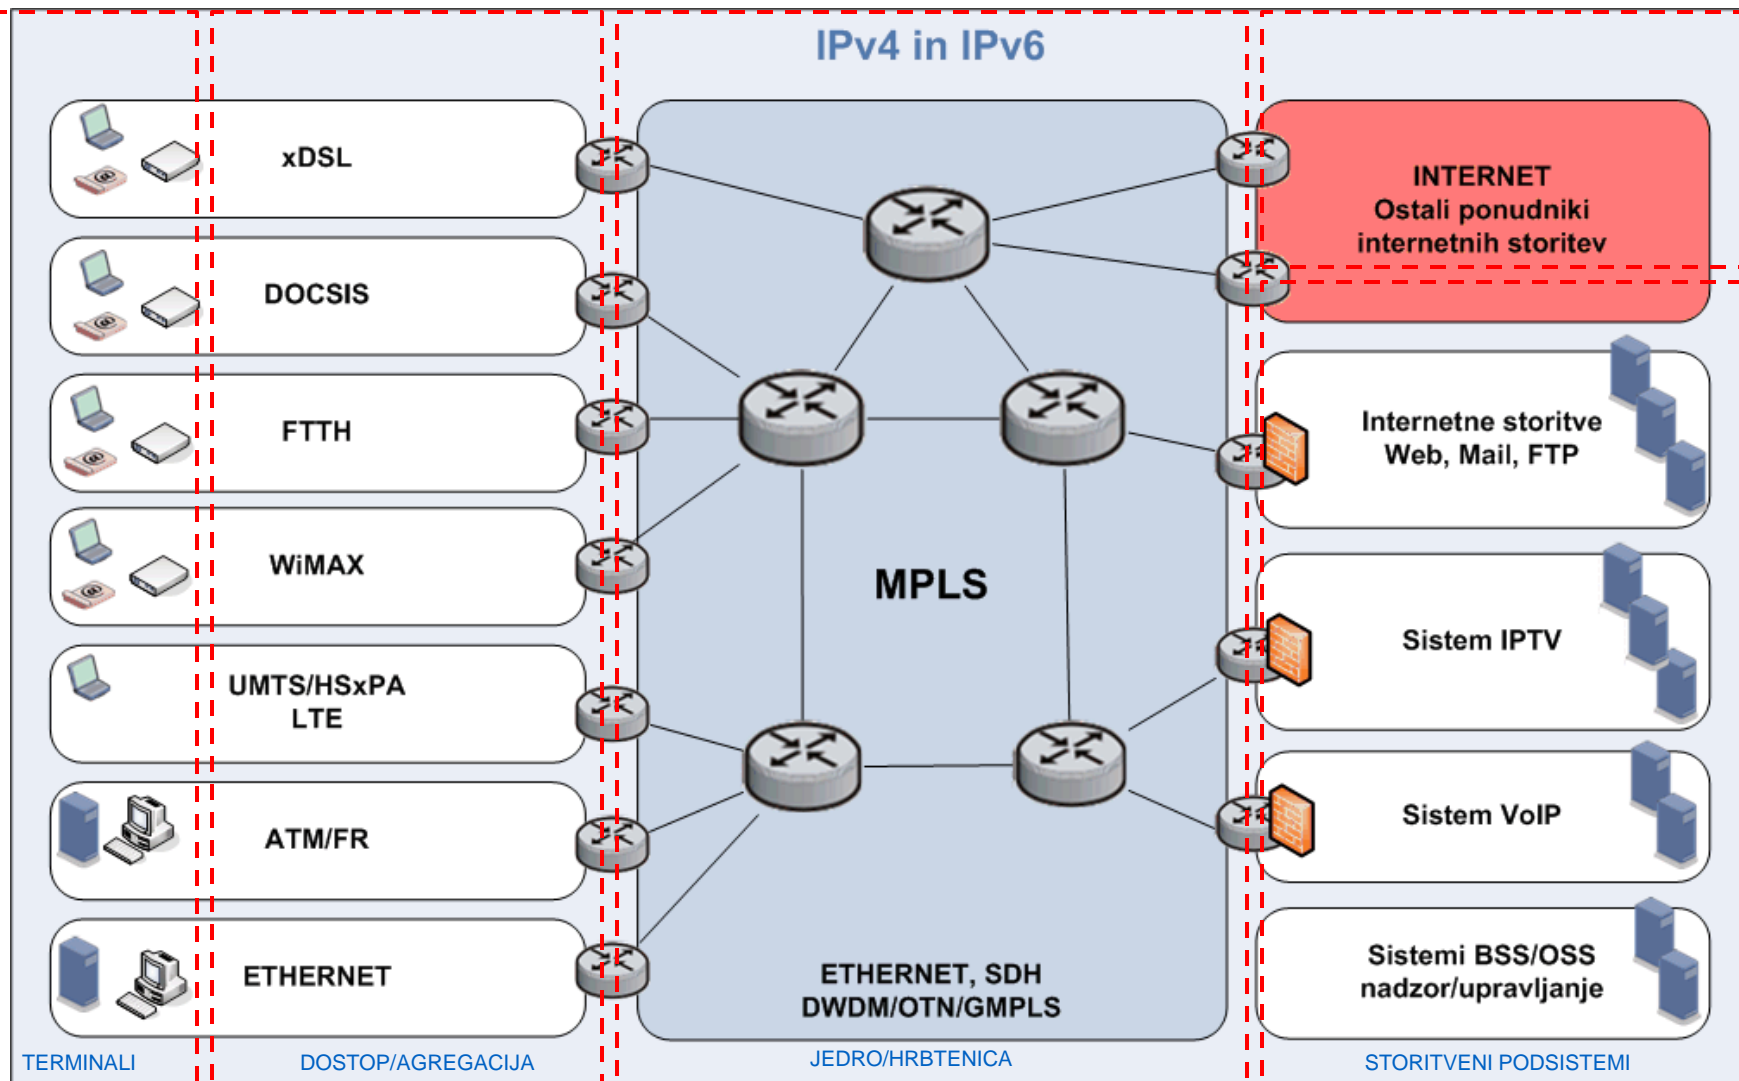 IPv4 in IPv6
xDSL
DOCSIS
FTTH
WiMAX
UMTS/HSxPA
LTE
ATM/FR
ETHERNET
MPLS
ETHERNET, SDH
DWDM/OTN/GMPLS
INTERNET
Ostali ponudniki
internetnih storitev
Internetne storitve
Web, Mail, FTP
Sistem IPTV
Sistem VoIP
Sistemi BSS/OSS
nadzor/upravljanje
TERMINALI
DOSTOP/AGREGACIJA
JEDRO/HRBTENICA
STORITVENI PODSISTEMI